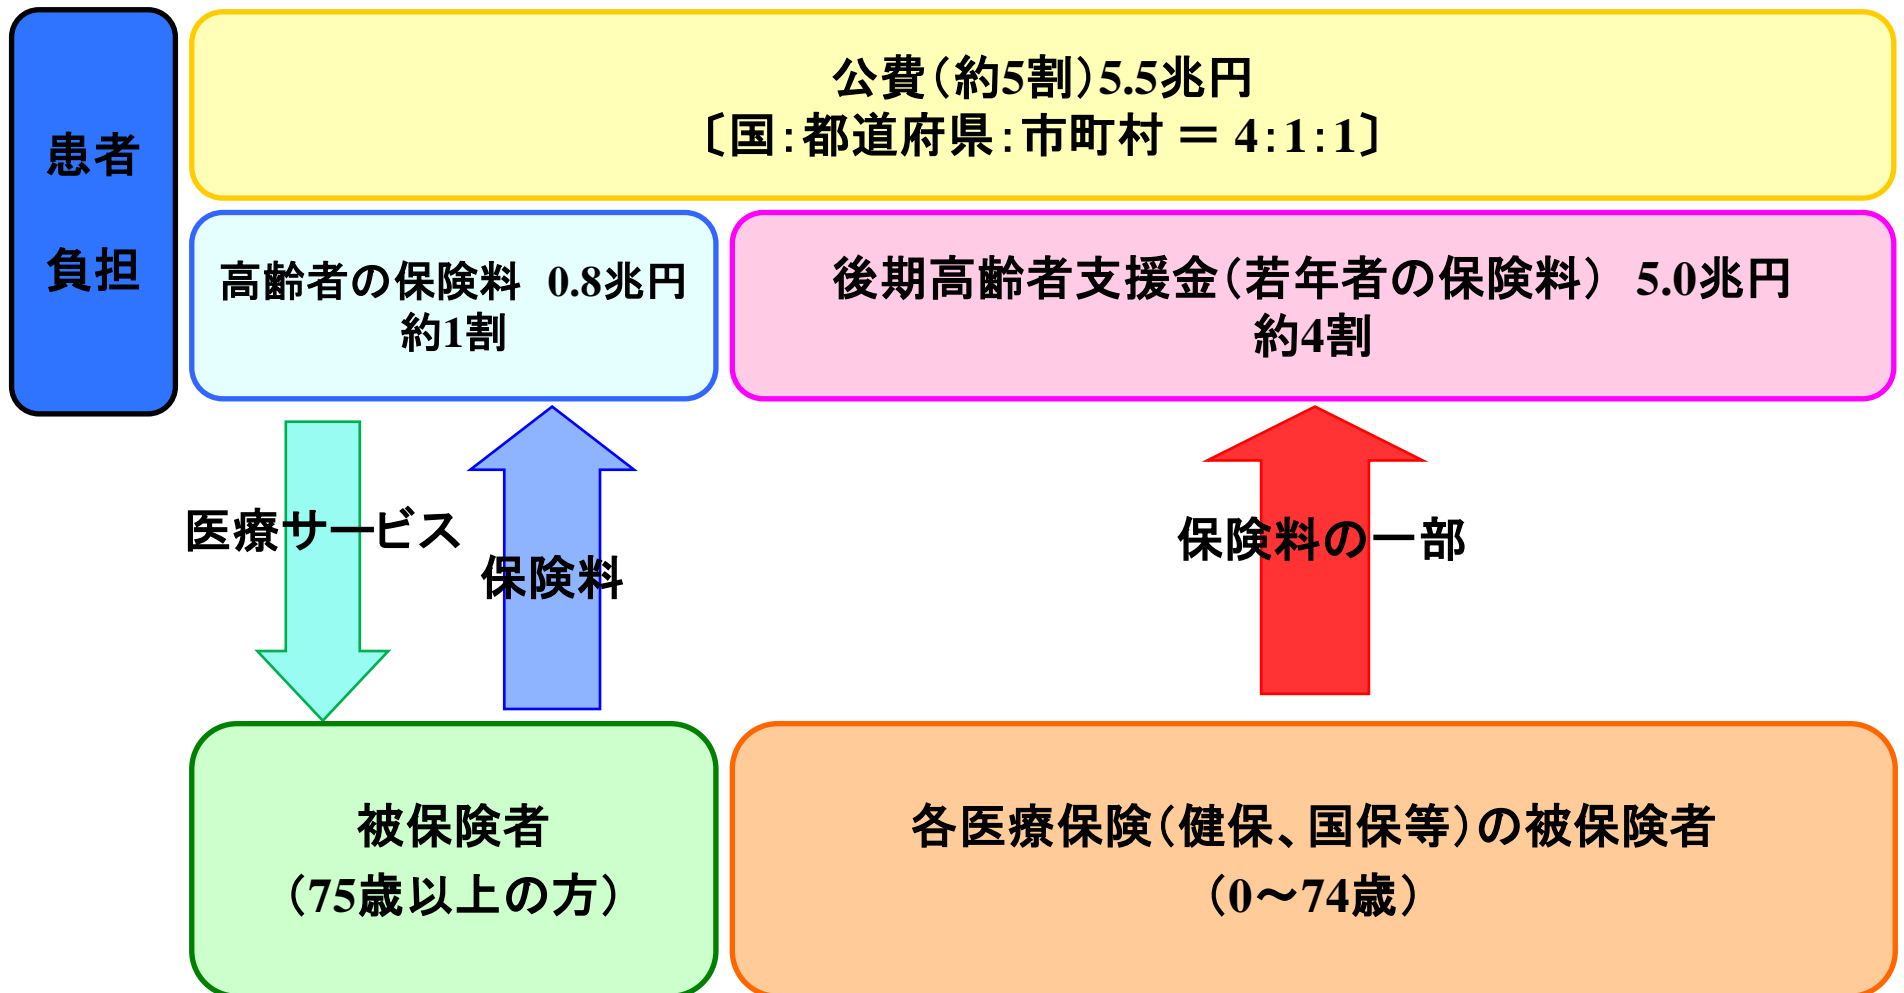 患者
負担
公費（約5割）5.5兆円
〔国：都道府県：市町村 ＝ 4：1：1〕
高齢者の保険料　0.8兆円
約1割
後期高齢者支援金（若年者の保険料）　5.0兆円
約4割
医療サービス
保険料
保険料の一部
被保険者
（75歳以上の方）
各医療保険（健保、国保等）の被保険者
（0～74歳）